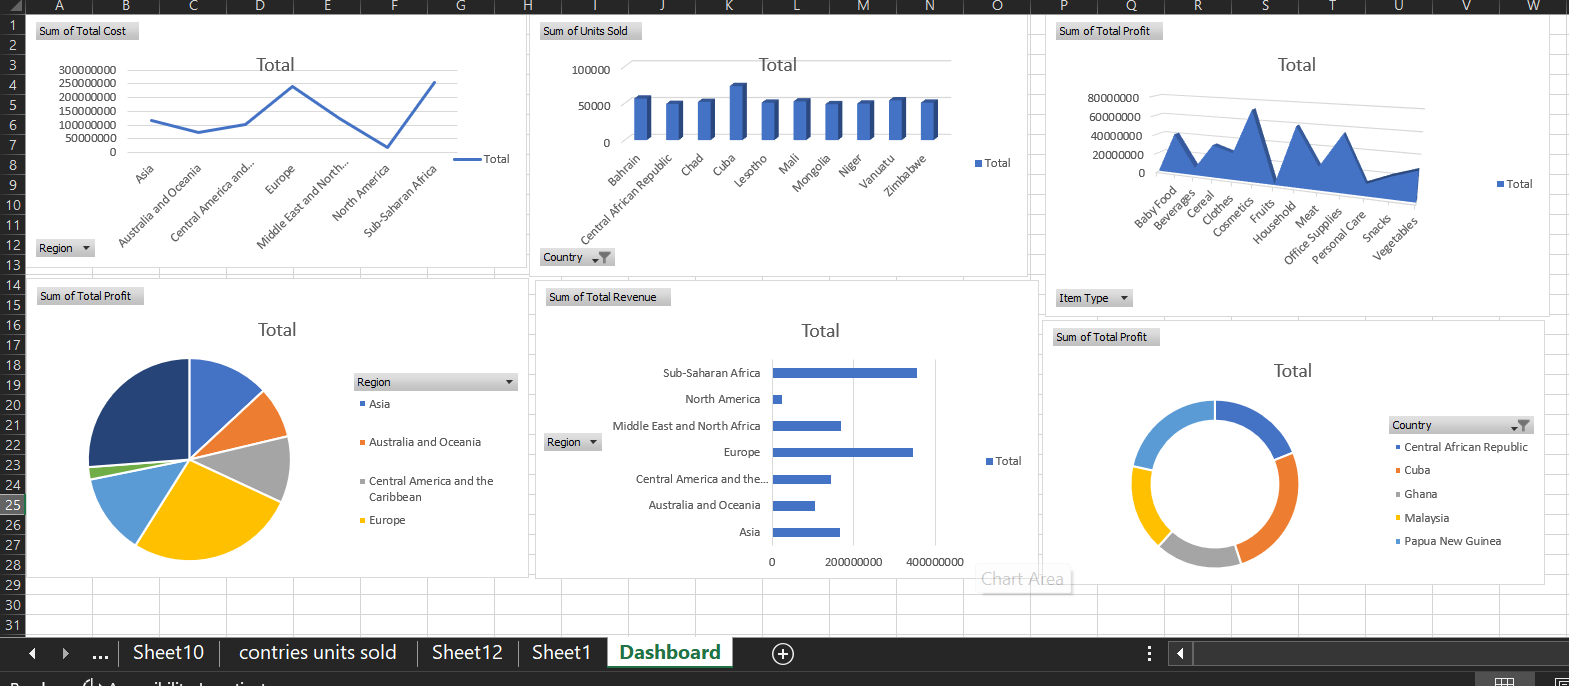 A B C D E F G H I J K L M N O P Q R S T U V W
1
2
3
4
5
6
7
8
9
10
11
12
13
14
15
16
17
18
19
20
21
22
23
24
25
26
27
28
29
30
31
Sum of Total Cost
Total
300000000
250000000
200000000
150000000
100000000
50000000
0
Asia
Australia and Oceania
Central America and...
Europe
Middle East and North...
North America
Sub-Saharan Africa
Total
Region
Sum of Units Sold
Total
100000
50000
0
Bahrain
Central African Republic
Chad
Cuba
Lesotho
Mali
Mongolia
Niger
Vanuatu
Zimbabwe
Total
Country
Sum of Total Profit
Total
80000000
60000000
40000000
20000000
0
Baby Food
Beverages
Cereal
Clothes
Cosmetics
Fruits
Household
Meat
Office Supplies
Personal Care
Snacks
Vegetables
Total
Item Type
Sum of Total Profit
Total
Region
Asia
Australia and Oceania
Central America and the
Caribbean
Europe
Sum of Total Revenue
Total
Sub-Saharan Africa
North America
Middle East and North Africa
Europe
Central America and the...
Australia and Oceania
Asia
0 200000000 400000000
Region
Total
Chart Area
Sum of Total Profit
Total
Country
Central African Republic
Cuba
Ghana
Malaysia
Papua New Guinea
... Sheet10 contries units sold Sheet12 Sheet1 Dashboard